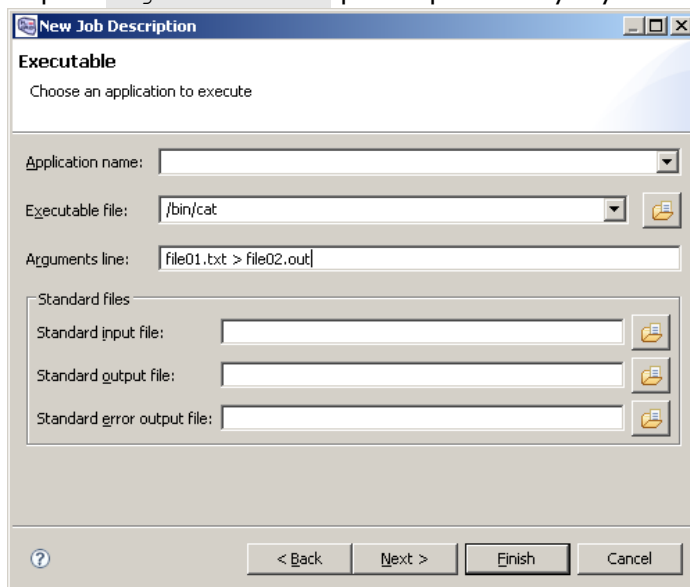 New Job Description
Executable
Choose an application to execute
Application name:
Executable file: /bin/cat
Arguments line: file01.txt > file02.out
Standard files
Standard input file:
Standard output file:
Standard error output file:
< Back Next > Finish Cancel